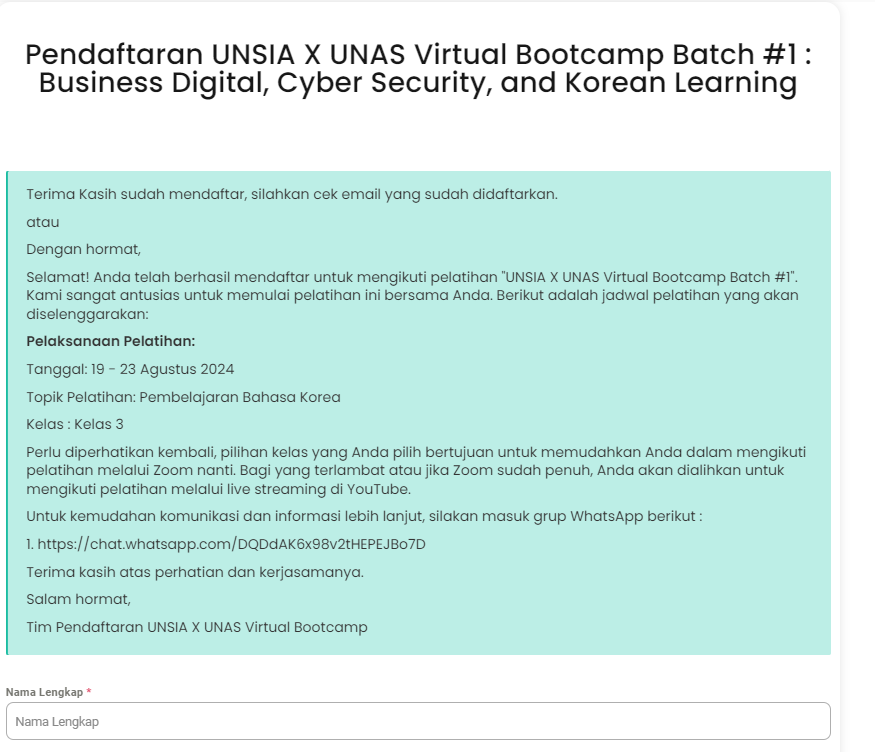 Pendaftaran UNSIA X UNAS Virtual Bootcamp Batch #1 :
Business Digital, Cyber Security, and Korean Learning
Terima Kasih sudah mendaftar, silahkan cek email yang sudah didaftarkan.
atau
Dengan hormat,
Selamat! Anda telah berhasil mendaftar untuk mengikuti pelatihan "UNSIA X UNAS Virtual Bootcamp Batch #1".
Kami sangat antusias untuk memulai pelatihan ini bersama Anda. Berikut adalah jadwal pelatihan yang akan
diselenggarakan:
Pelaksanaan Pelatihan:
Tanggal: 19 - 23 Agustus 2024
Topik Pelatihan: Pembelajaran Bahasa Korea
Kelas : Kelas 3
Perlu diperhatikan kembali, pilihan kelas yang Anda pilih bertujuan untuk memudahkan Anda dalam mengikuti
pelatihan melalui Zoom nanti. Bagi yang terlambat atau jika Zoom sudah penuh, Anda akan dialihkan untuk
mengikuti pelatihan melalui live streaming di YouTube.
Untuk kemudahan komunikasi dan informasi lebih lanjut, silakan masuk grup WhatsApp berikut :
1. https://chat.whatsapp.com/DQDdAK6x98v2tHEPEJBo7D
Terima kasih atas perhatian dan kerjasamanya.
Salam hormat,
Tim Pendaftaran UNSIA X UNAS Virtual Bootcamp
Nama Lengkap *
Nama Lengkap